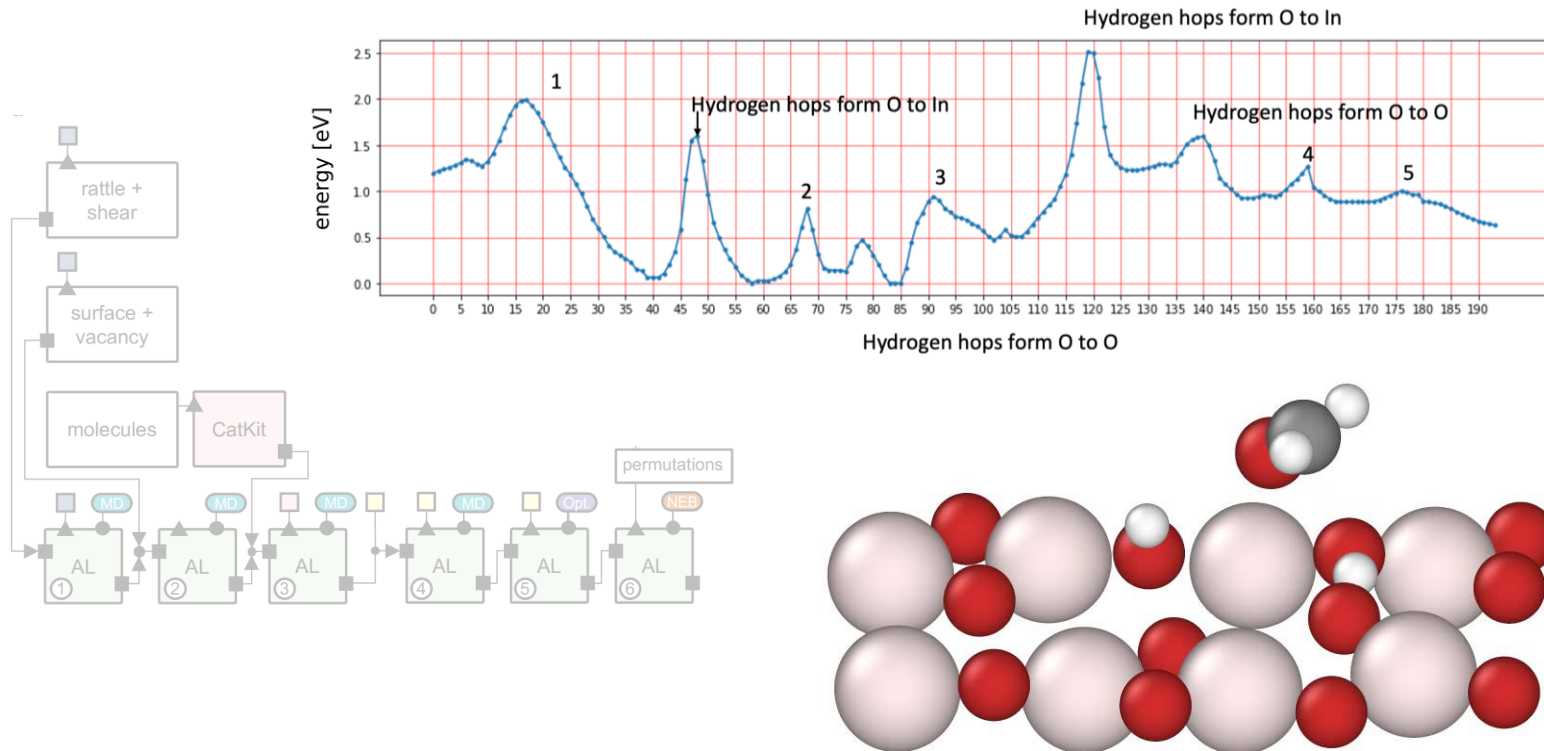 Hydrogen hops form O to In
energy [eV]
2.5
2.0
1.5
1.0
0.5
0.0
1
Hydrogen hops form O to In
2
3
Hydrogen hops form O to O
4
5
0 5 10 15 20 25 30 35 40 45 50 55 60 65 70 75 80 85 90 95 100 105 110 115 120 125 130 135 140 145 150 155 160 165 170 175 180 185 190
Hydrogen hops form O to O
rattle +
shear
surface +
vacancy
molecules
CatKit
permutations
MD
MD
MD
MD
Opt.
NEB
AL
1
AL
2
AL
3
AL
4
AL
5
AL
6